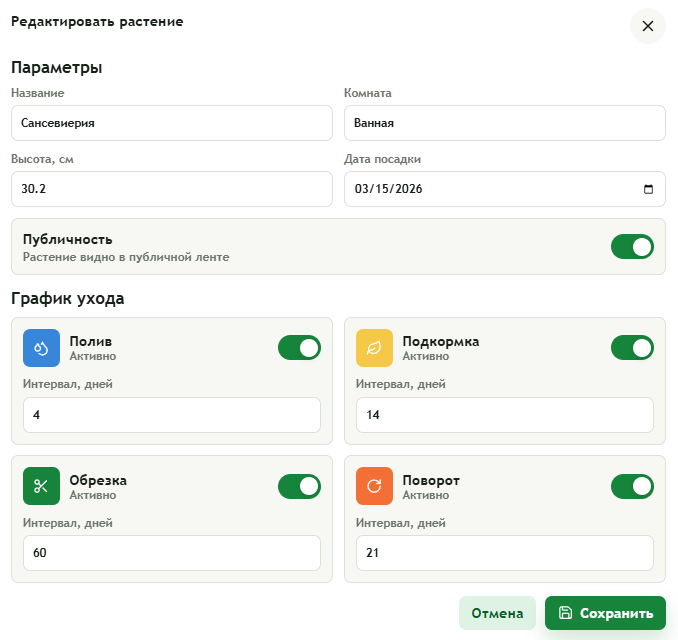 Редактировать растение
Параметры
Название
Комната
Сансевиерия
Ванная
Высота, см
Дата посадки
30.2
03/15/2026
Публичность
Растение видно в публичной ленте
График ухода
Полив
Активно
Интервал, дней
4
Подкормка
Активно
Интервал, дней
14
Обрезка
Активно
Интервал, дней
60
Поворот
Активно
Интервал, дней
21
Отмена
Сохранить